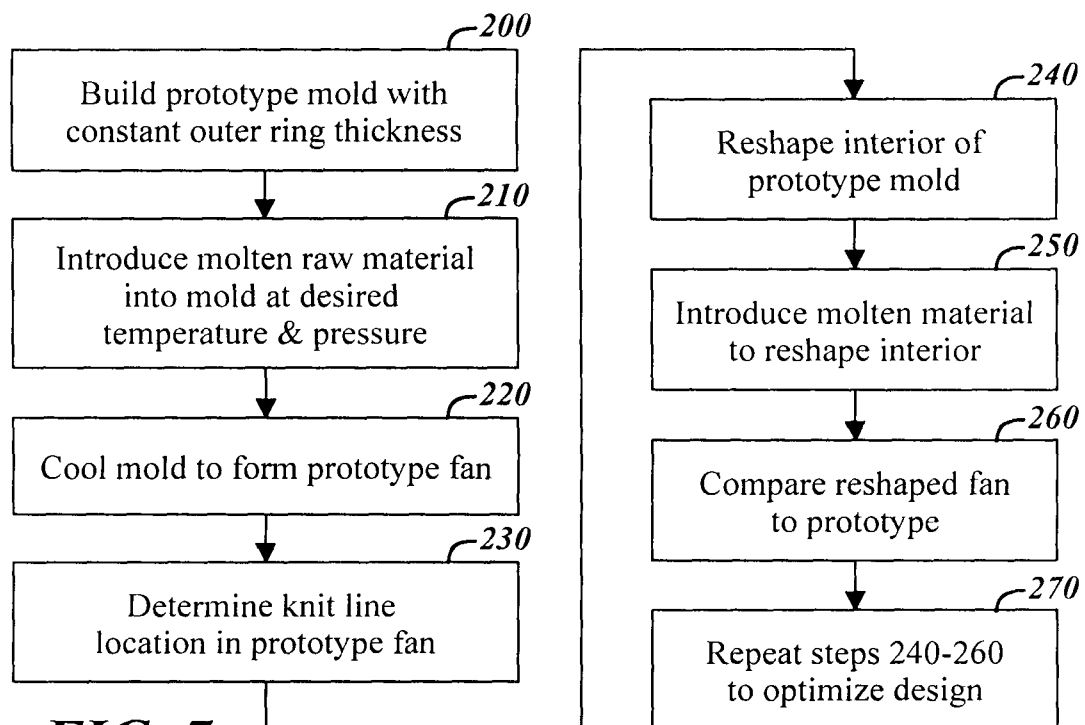 200
Build prototype mold with
constant outer ring thickness
210
Introduce molten raw material
into mold at desired
temperature & pressure
220
Cool mold to form prototype fan
230
Determine knit line
location in prototype fan
240
Reshape interior of
prototype mold
250
Introduce molten material
to reshape interior
260
Compare reshaped fan
to prototype
270
Repeat steps 240-260
to optimize design